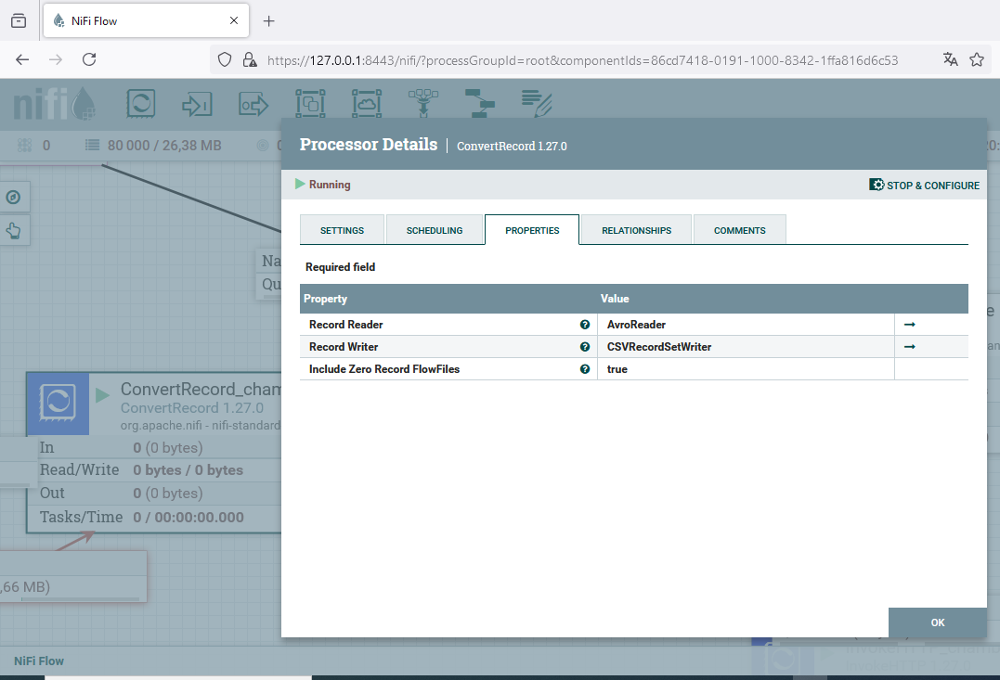 NiFi Flow
https://127.0.0.1:8443/nifi/?processGroupId=root&componentIds=86cd7418-0191-1000-8342-1ffa816d6c53
nifi
0
80 000 / 26,38 MB
Processor Details
ConvertRecord 1.27.0
Running
STOP & CONFIGURE
SETTINGS
SCHEDULING
PROPERTIES
RELATIONSHIPS
COMMENTS
Required field
Property
Value
Record Reader
AvroReader
Record Writer
CSVRecordSetWriter
Include Zero Record FlowFiles
true
OK
Na
Qu
ConvertRecord_cham
ConvertRecord 1.27.0
org.apache.nifi - nifi-standard
In
0 (0 bytes)
Read/Write
0 bytes / 0 bytes
Out
0 (0 bytes)
Tasks/Time
0 / 00:00:00.000
,66 MB)
NiFi Flow